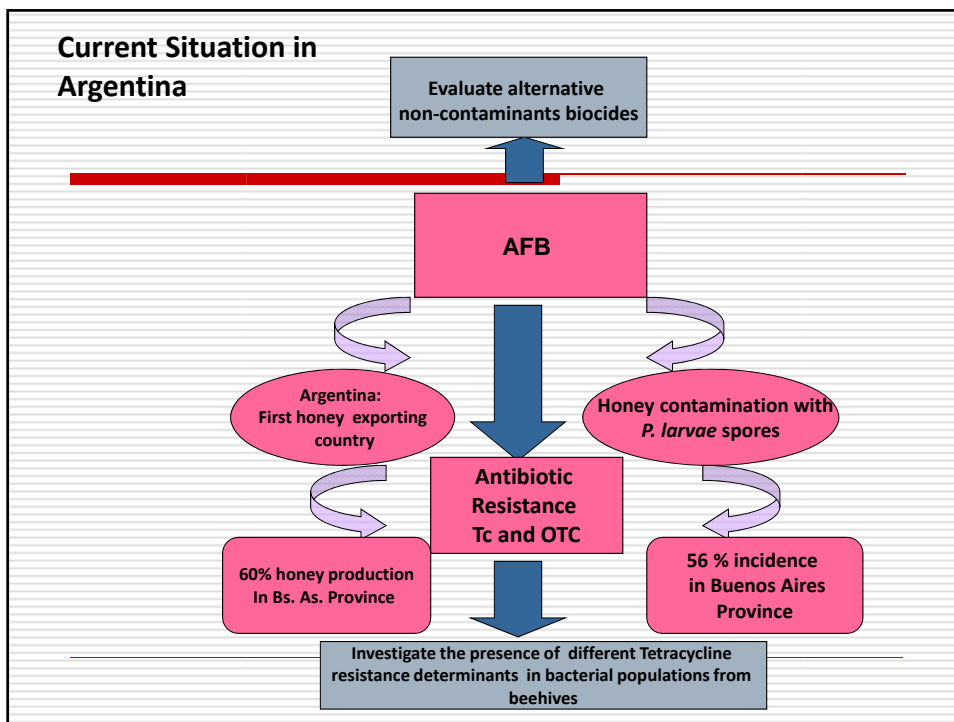 Current Situation in
Argentina
Evaluate alternative
non-contaminants biocides
AFB
Argentina:
First honey exporting
country
Honey contamination with
P. larvae spores
Antibiotic
Resistance
Tc and OTC
60% honey production
In Bs. As. Province
56 % incidence
in Buenos Aires
Province
Investigate the presence of different Tetracycline
resistance determinants in bacterial populations from
beehives